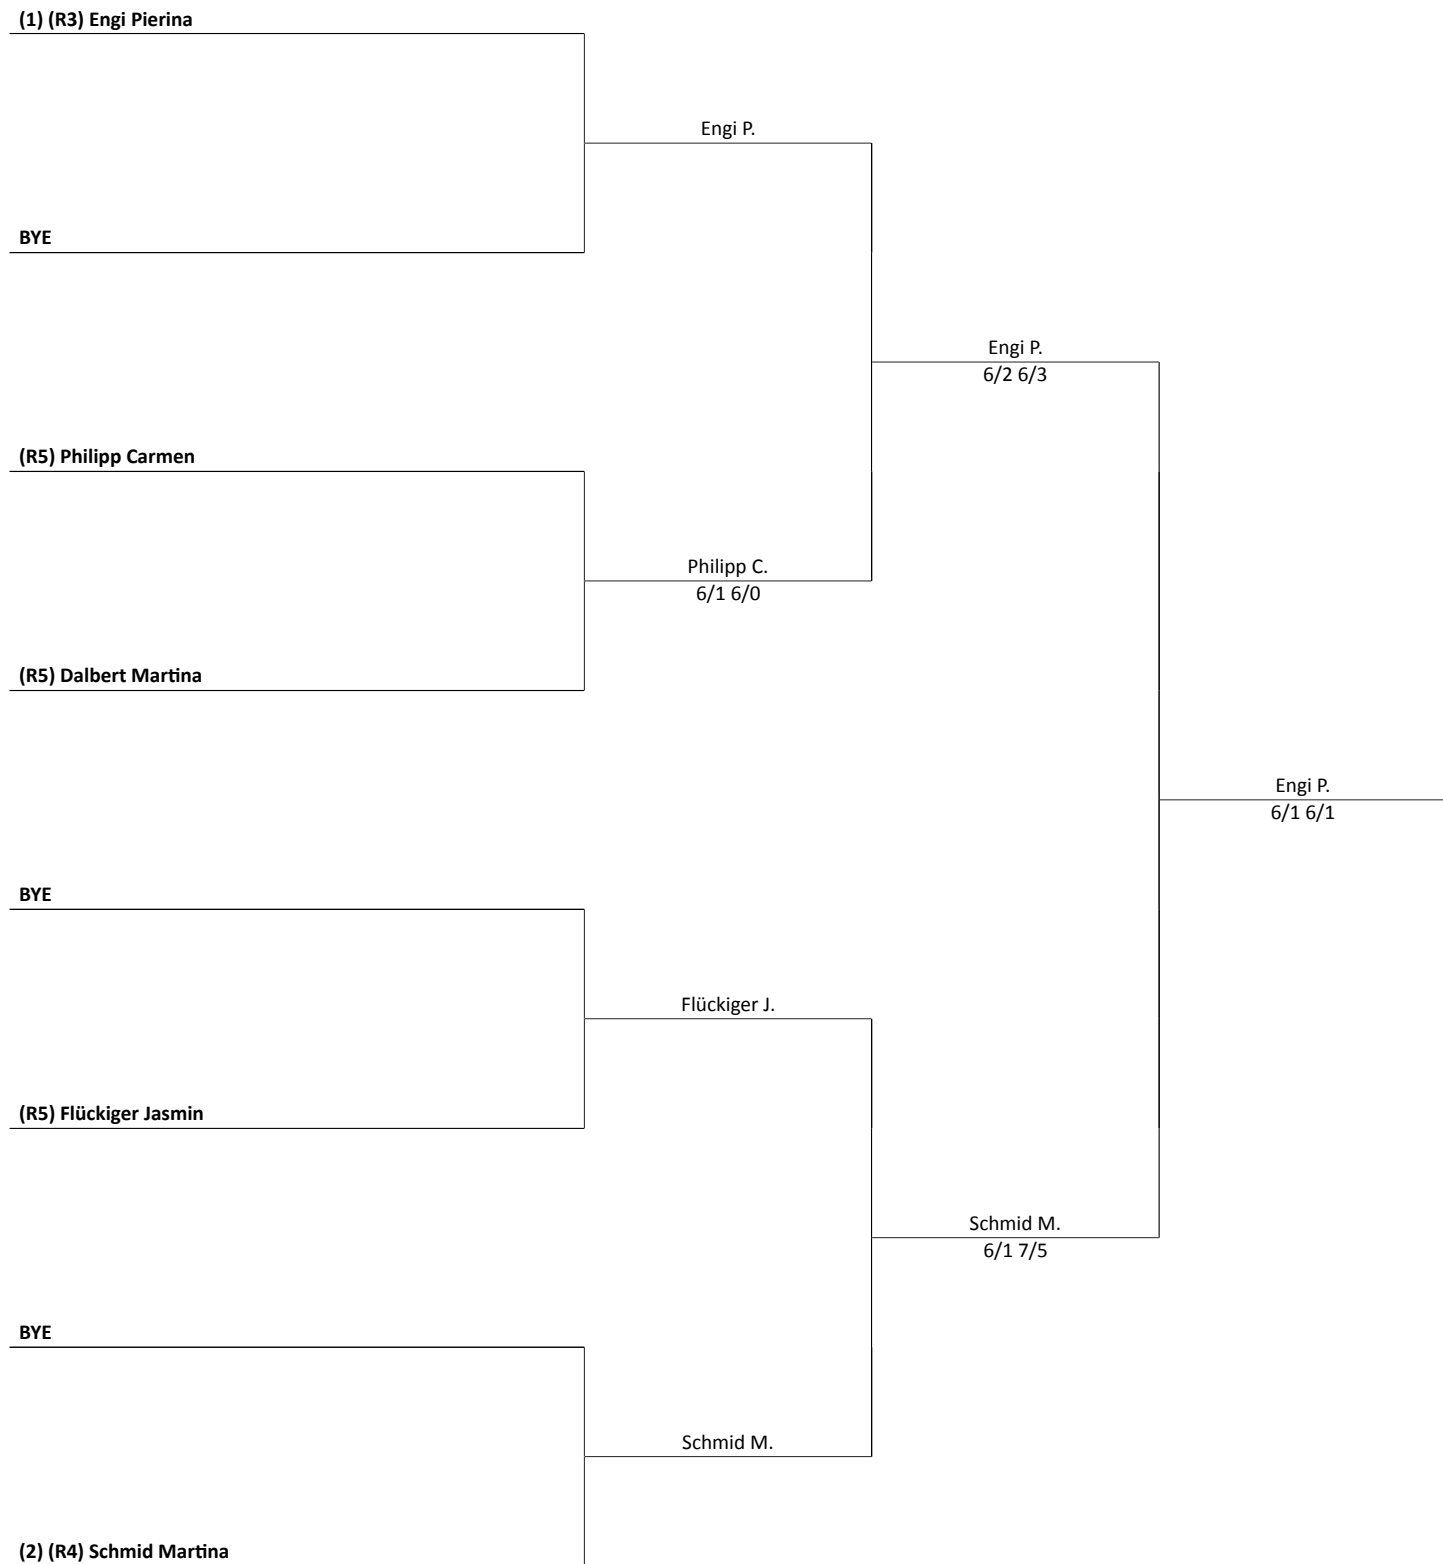 (1) (R3) Engi Pierina
Engi P.
BYE
Engi P.
6/2 6/3
(R5) Philipp Carmen
Philipp C.
6/1 6/0
(R5) Dalbert Martina
Engi P.
6/1 6/1
BYE
Flückiger J.
(R5) Flückiger Jasmin
Schmid M.
6/1 7/5
BYE
Schmid M.
(2) (R4) Schmid Martina